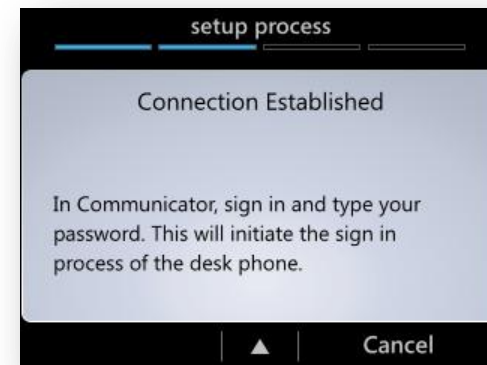 setup process
Connection Established
In Communicator, sign in and type your
password. This will initiate the sign in
process of the desk phone.
Cancel